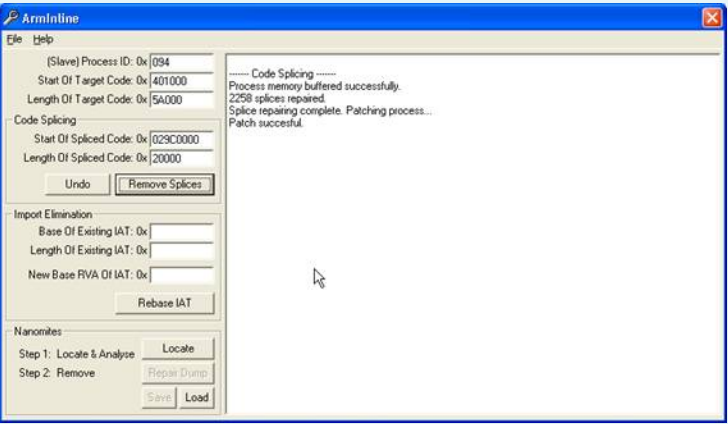 ArmInline
File Help
(Slave) Process ID: 0x 094
Start Of Target Code: 0x 401000
Length Of Target Code: 0x 5A000
Code Splicing
Start Of Spliced Code: 0x 029C0000
Length Of Spliced Code: 0x 20000
Undo Remove Splices
Import Elimination
Base Of Existing IAT: 0x
Length Of Existing IAT: 0x
New Base RVA Of IAT: 0x
Rebase IAT
Nanomites
Step 1: Locate & Analyse Locate
Step 2: Remove Repair Dump
Save Load
------- Code Splicing -------
Process memory buffered successfully.
2258 splices repaired.
Splice repairing complete. Patching process...
Patch succesful.